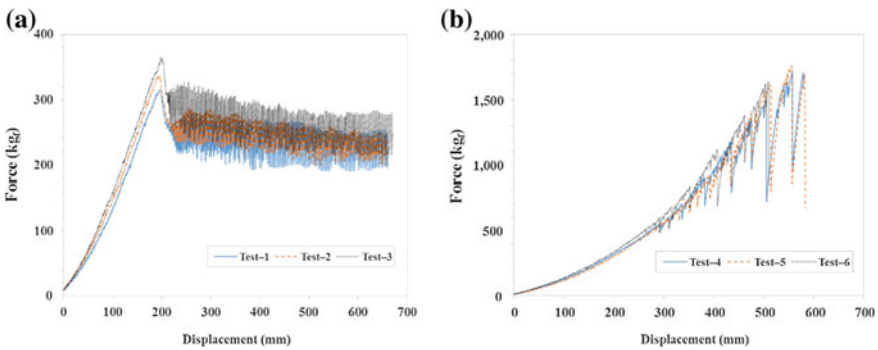 (a)
400
300
200
100
0
Force (kgf)
0 100 200 300 400 500 600 700
Displacement (mm)
Test–1 Test–2 Test–3
(b)
2,000
1,500
1,000
500
0
Force (kgf)
0 100 200 300 400 500 600 700
Displacement (mm)
Test–4 Test–5 Test–6